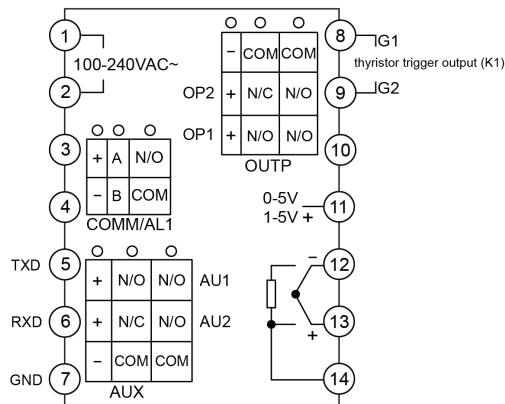 1
100-240VAC~
2
3
4
TXD 5
RXD 6
GND 7
− COM COM
OP2 + N/C N/O
OP1 + N/O N/O
OUTP
+ A N/O
− B COM
COMM/AL1
+ N/O N/O AU1
+ N/C N/O AU2
− COM COM
AUX
8 G1
thyristor trigger output (K1)
9 G2
10
0-5V
1-5V + 11
− 12
+ 13
14